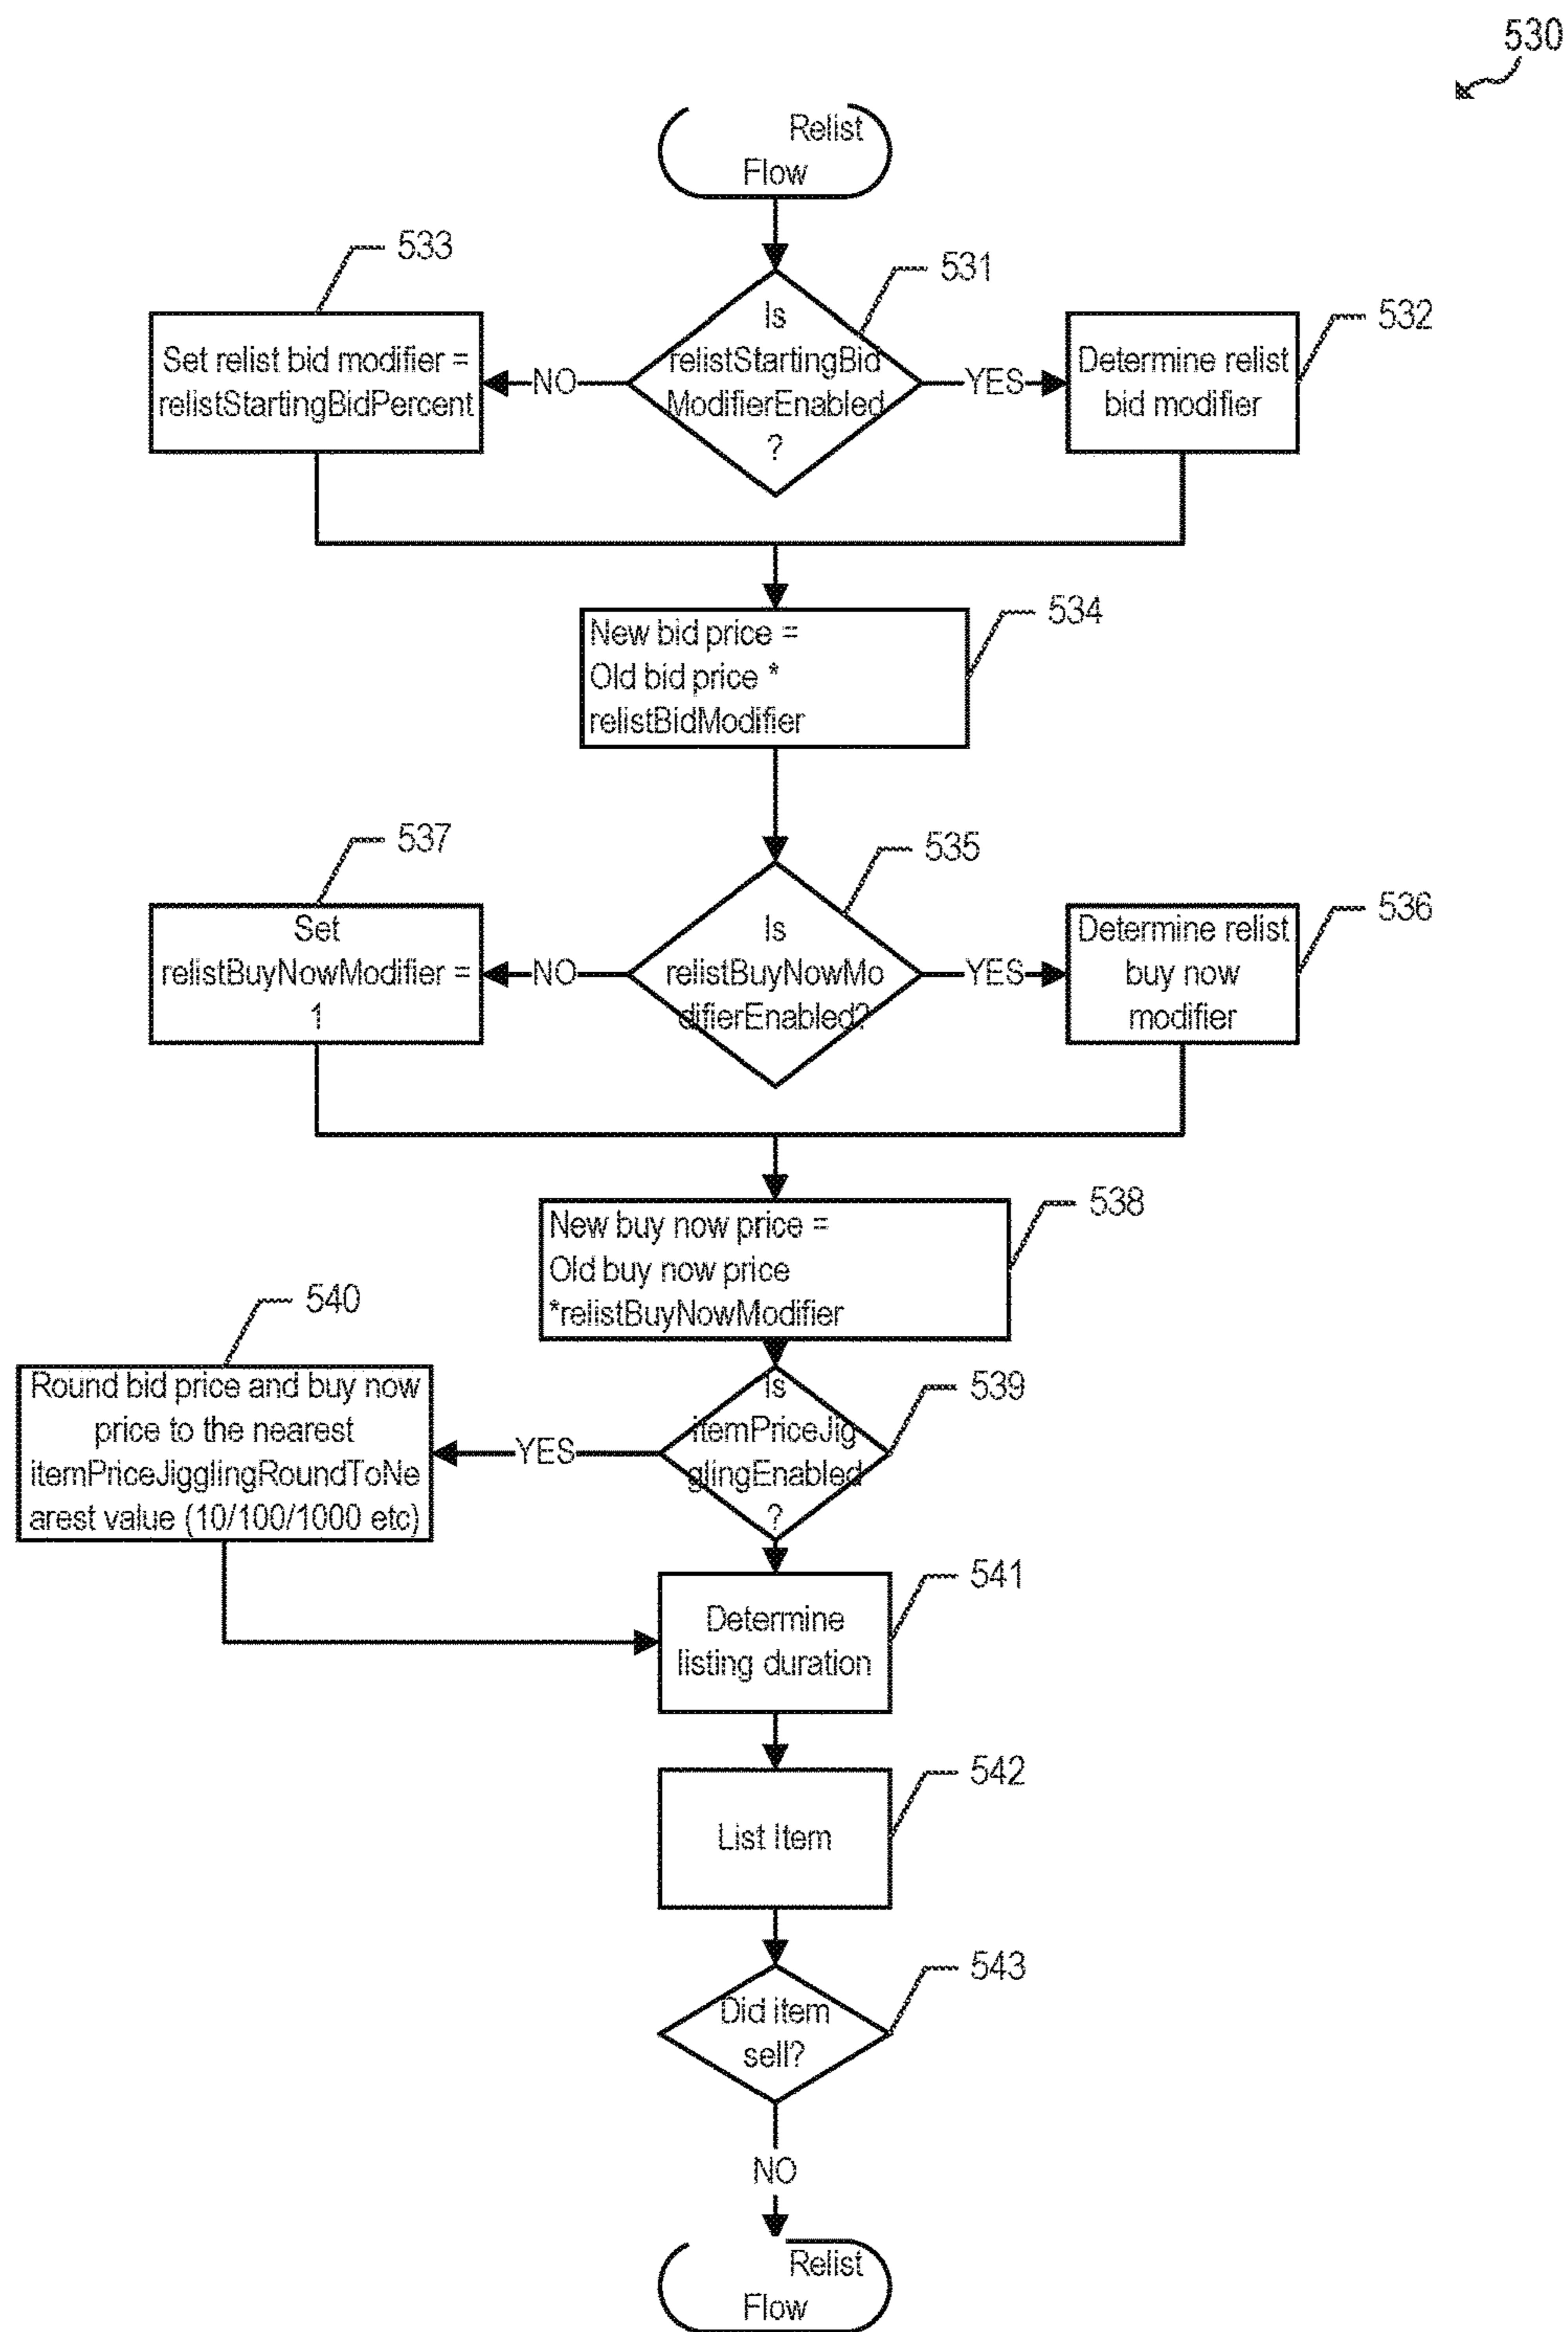 530
Relist
Flow
533
531
532
Set relist bid modifier =
relistStartingBidPercent
NO
Is
relistStartingBid
ModifierEnabled
?
YES
Determine relist
bid modifier
534
New bid price =
Old bid price *
relistBidModifier
537
535
536
Set
relistBuyNowModifier =
1
NO
Is
relistBuyNowMo
difierEnabled?
YES
Determine relist
buy now
modifier
538
New buy now price =
Old buy now price
*relistBuyNowModifier
540
539
Round bid price and buy now
price to the nearest
itemPriceJigglingRoundToNe
arest value (10/100/1000 etc)
YES
Is
itemPriceJig
glingEnabled
?
541
Determine
listing duration
542
List Item
543
Did item
sell?
NO
Relist
Flow